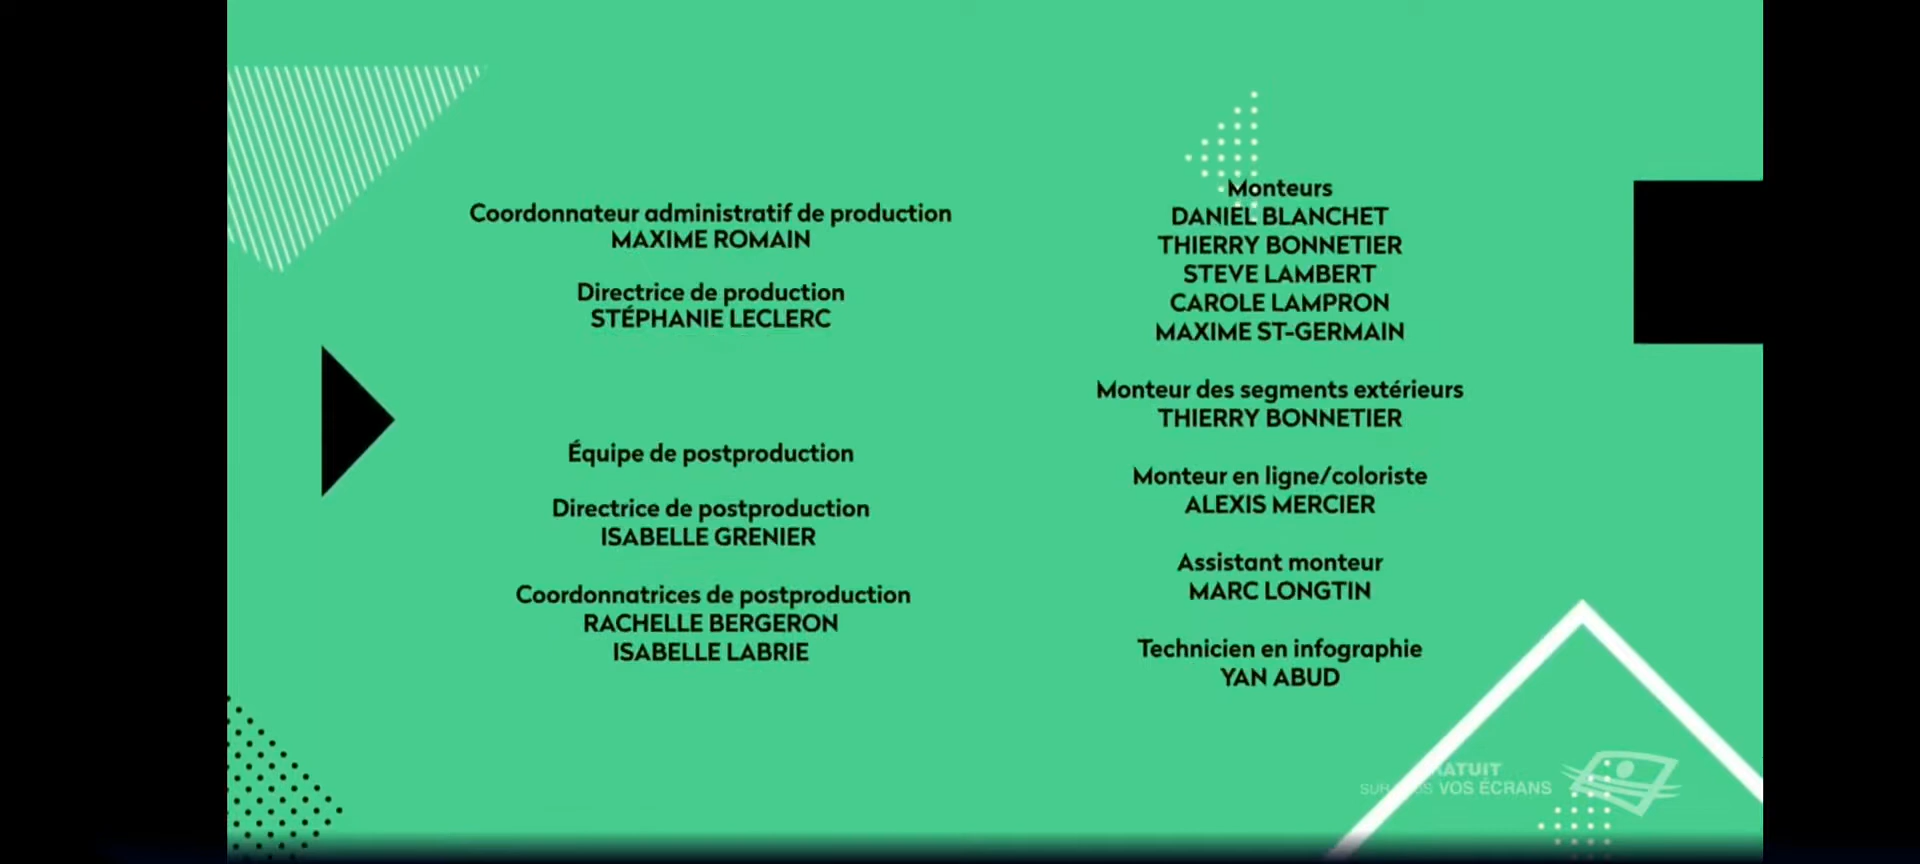 Coordonnateur administratif de production
MAXIME ROMAIN
Directrice de production
STÉPHANIE LECLERC
Équipe de postproduction
Directrice de postproduction
ISABELLE GRENIER
Coordonnatrices de postproduction
RACHELLE BERGERON
ISABELLE LABRIE
Monteurs
DANIEL BLANCHET
THIERRY BONNETIER
STEVE LAMBERT
CAROLE LAMPRON
MAXIME ST-GERMAIN
Monteur des segments extérieurs
THIERRY BONNETIER
Monteur en ligne/coloriste
ALEXIS MERCIER
Assistant monteur
MARC LONGTIN
Technicien en infographie
YAN ABUD
SUR VOS ÉCRANS